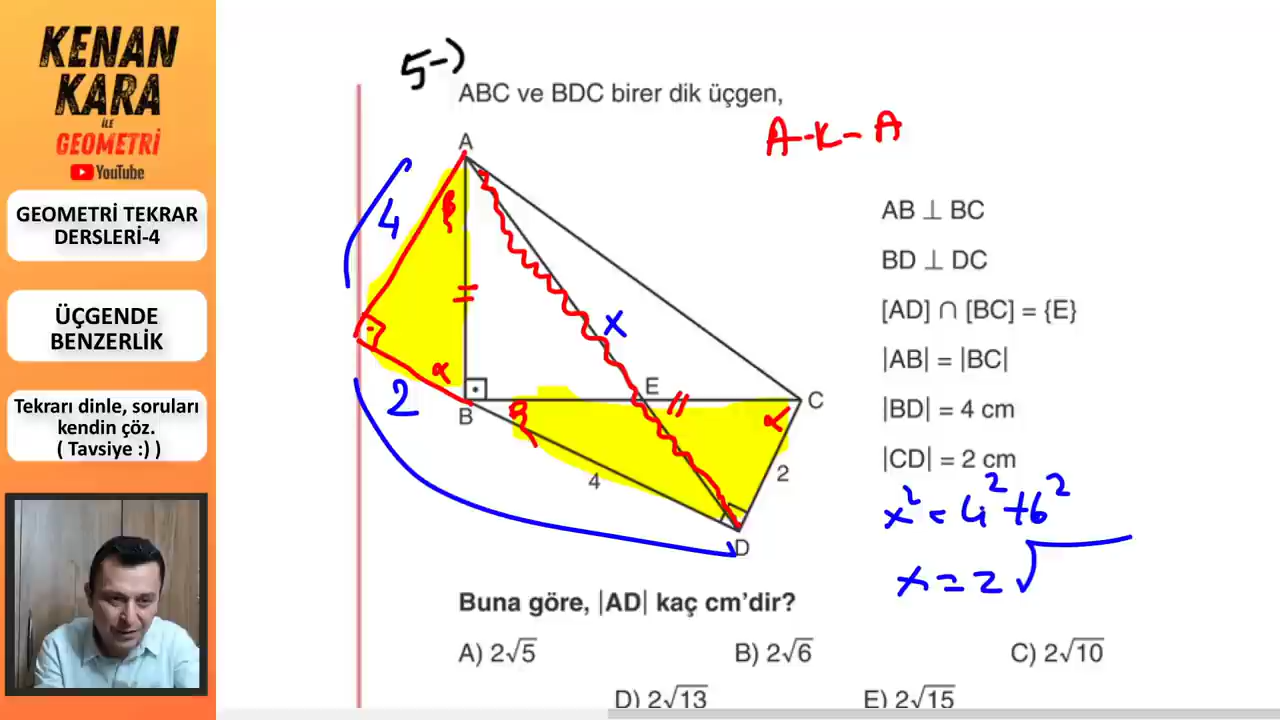 KENAN
KARA
İLE
GEOMETRİ
YouTube
GEOMETRİ TEKRAR
DERSLERİ-4
ÜÇGENDE
BENZERLİK
Tekrarı dinle, soruları
kendin çöz.
( Tavsiye :) )
5-)
ABC ve BDC birer dik üçgen,
A-K-A
A
4
β
x
α
B
2
E
C
β
α
4
2
D
AB ⊥ BC
BD ⊥ DC
[AD] ∩ [BC] = {E}
|AB| = |BC|
|BD| = 4 cm
|CD| = 2 cm
x² = 4² + 6²
x = 2√
Buna göre, |AD| kaç cm'dir?
A) 2√5 B) 2√6 C) 2√10
D) 2√13 E) 2√15